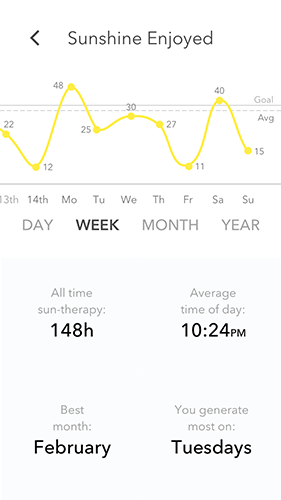 Sunshine Enjoyed
48
40
Goal
30
Avg
22
25
27
12
11
15
13th 14th Mo Tu We Th Fr Sa Su
DAY WEEK MONTH YEAR
All time
sun-therapy:
148h
Average
time of day:
10:24PM
Best
month:
February
You generate
most on:
Tuesdays